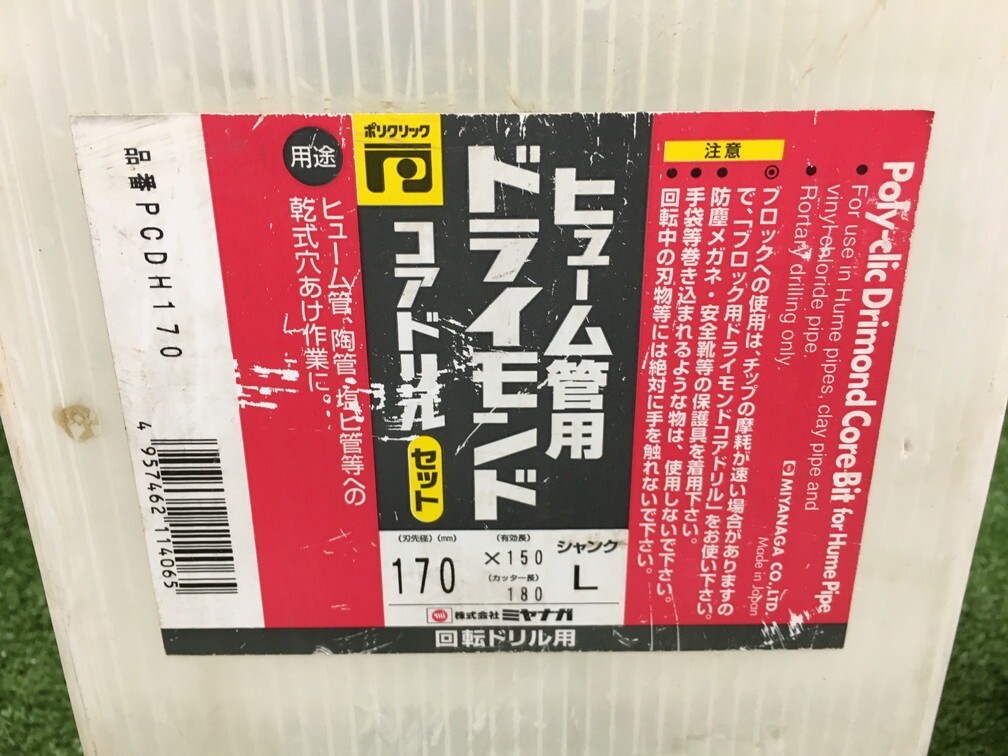 Poly-clic Drimond Core Bit for Hume Pipe
● For use in Hume pipes, clay pipe and
vinyl chloride pipe.
● Rortary drilling only.
MIYANAGA CO.,LTD.
Made in Japan
注意
◉ ブロックへの使用は、チップの摩耗が速い場合がありますの
で、「ブロック用ドライモンドコアドリル」をお使い下さい。
● 防塵メガネ・安全靴等の保護具を着用下さい。
● 手袋等巻き込まれるような物は、使用しないで下さい。
● 回転中の刃物等には絶対に手を触れないで下さい。
ヒューム管用
ドライモンド
ポリクリック
コアドリル
セット
用途
ヒューム管、陶管・塩ビ管等への
乾式穴あけ作業に。
(刃先径)(mm)
170
(有効長)
×150
(カッター長)
180
シャンク
L
株式会社ミヤナガ
回転ドリル用
品番PCDH170
4 957462 114065